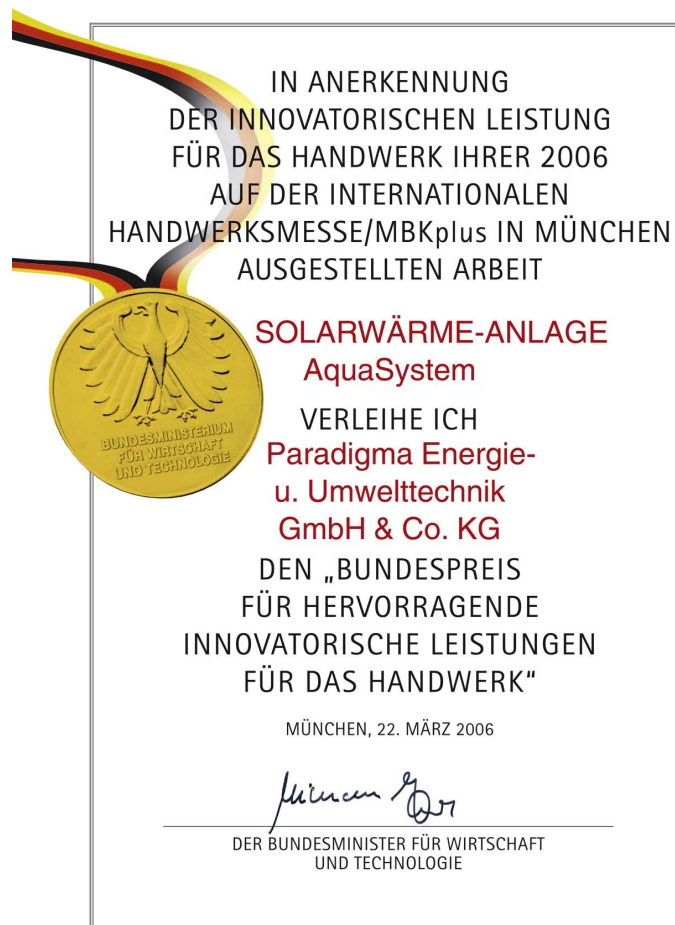 IN ANERKENNUNG
DER INNOVATORISCHEN LEISTUNG
FÜR DAS HANDWERK IHRER 2006
AUF DER INTERNATIONALEN
HANDWERKSMESSE/MBKplus IN MÜNCHEN
AUSGESTELLTEN ARBEIT
SOLARWÄRME-ANLAGE
AquaSystem
BUNDESMINISTERIUM
FÜR WIRTSCHAFT
UND TECHNOLOGIE
VERLEIHE ICH
Paradigma Energie-
u. Umwelttechnik
GmbH & Co. KG
DEN „BUNDESPREIS
FÜR HERVORRAGENDE
INNOVATORISCHE LEISTUNGEN
FÜR DAS HANDWERK“
MÜNCHEN, 22. MÄRZ 2006
DER BUNDESMINISTER FÜR WIRTSCHAFT
UND TECHNOLOGIE